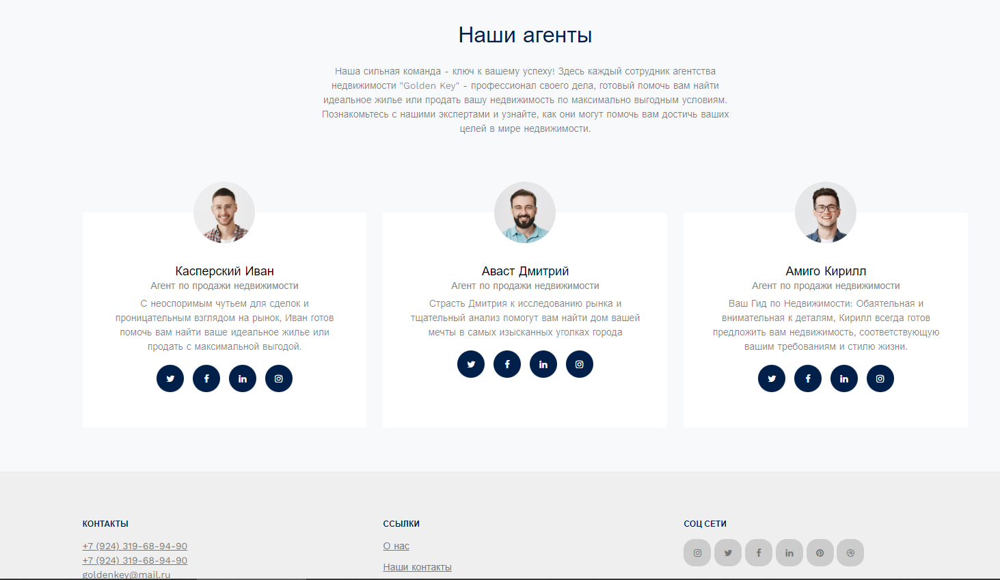 Наши агенты
Наша сильная команда - ключ к вашему успеху! Здесь каждый сотрудник агентства
недвижимости "Golden Key" - профессионал своего дела, готовый помочь вам найти
идеальное жилье или продать вашу недвижимость по максимально выгодным условиям.
Познакомьтесь с нашими экспертами и узнайте, как они могут помочь вам достичь ваших
целей в мире недвижимости.
Касперский Иван
Агент по продажи недвижимости
С неоспоримым чутьем для сделок и
проницательным взглядом на рынок, Иван готов
помочь вам найти ваше идеальное жилье или
продать с максимальной выгодой.
Аваст Дмитрий
Агент по продажи недвижимости
Страсть Дмитрия к исследованию рынка и
тщательный анализ помогут вам найти дом вашей
мечты в самых изысканных уголках города
Амиго Кирилл
Агент по продажи недвижимости
Ваш Гид по Недвижимости: Обаятельная и
внимательная к деталям, Кирилл всегда готов
предложить вам недвижимость, соответствующую
вашим требованиям и стилю жизни.
КОНТАКТЫ
+7 (924) 319-68-94-90
+7 (924) 319-68-94-90
goldenkey@mail.ru
ССЫЛКИ
О нас
Наши контакты
СОЦ СЕТИ